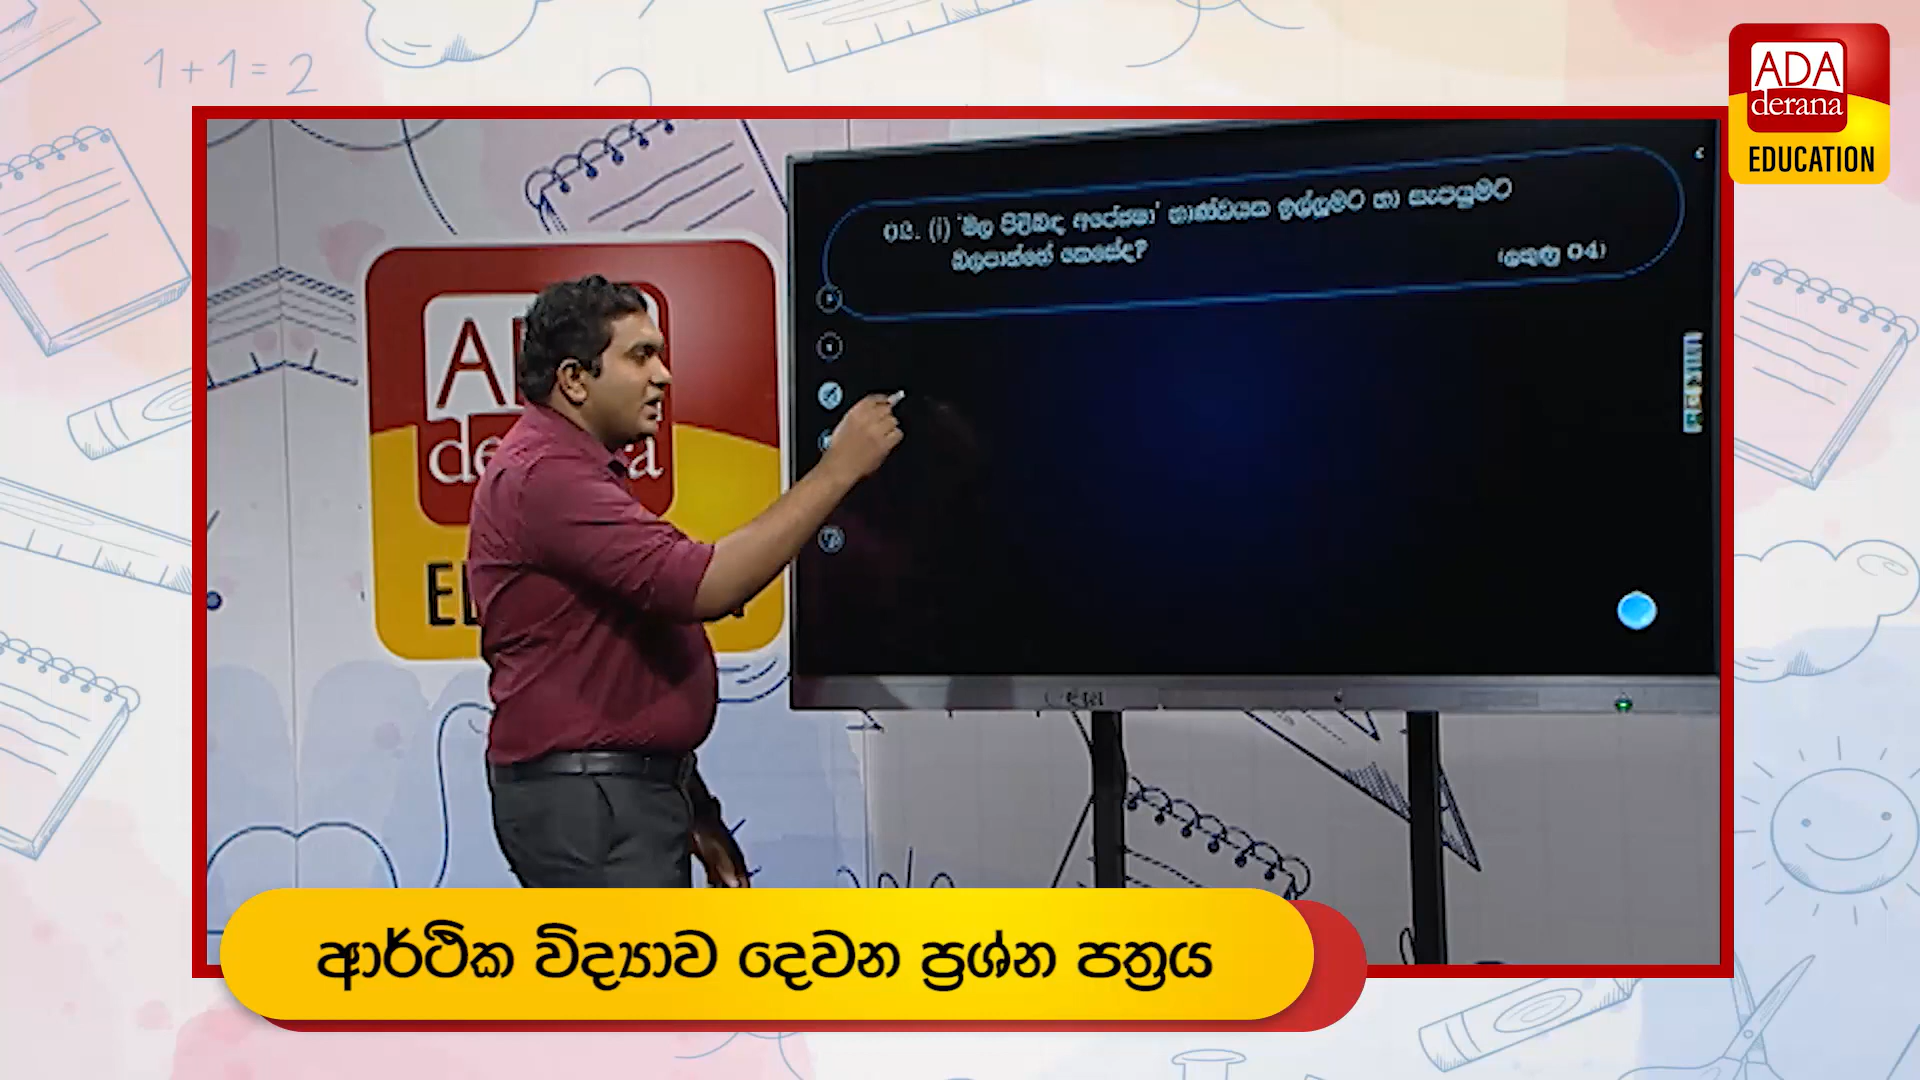 1+1=2
ADA
derana
EDUCATION
02. (i) 'මිල පිළිබඳ අපේක්ෂා' භාණ්ඩයක ඉල්ලුමට හා සැපයුමට
බලපාන්නේ කෙසේද?
(ලකුණු 04)
ආර්ථික විද්‍යාව දෙවන ප්‍රශ්න පත්‍රය